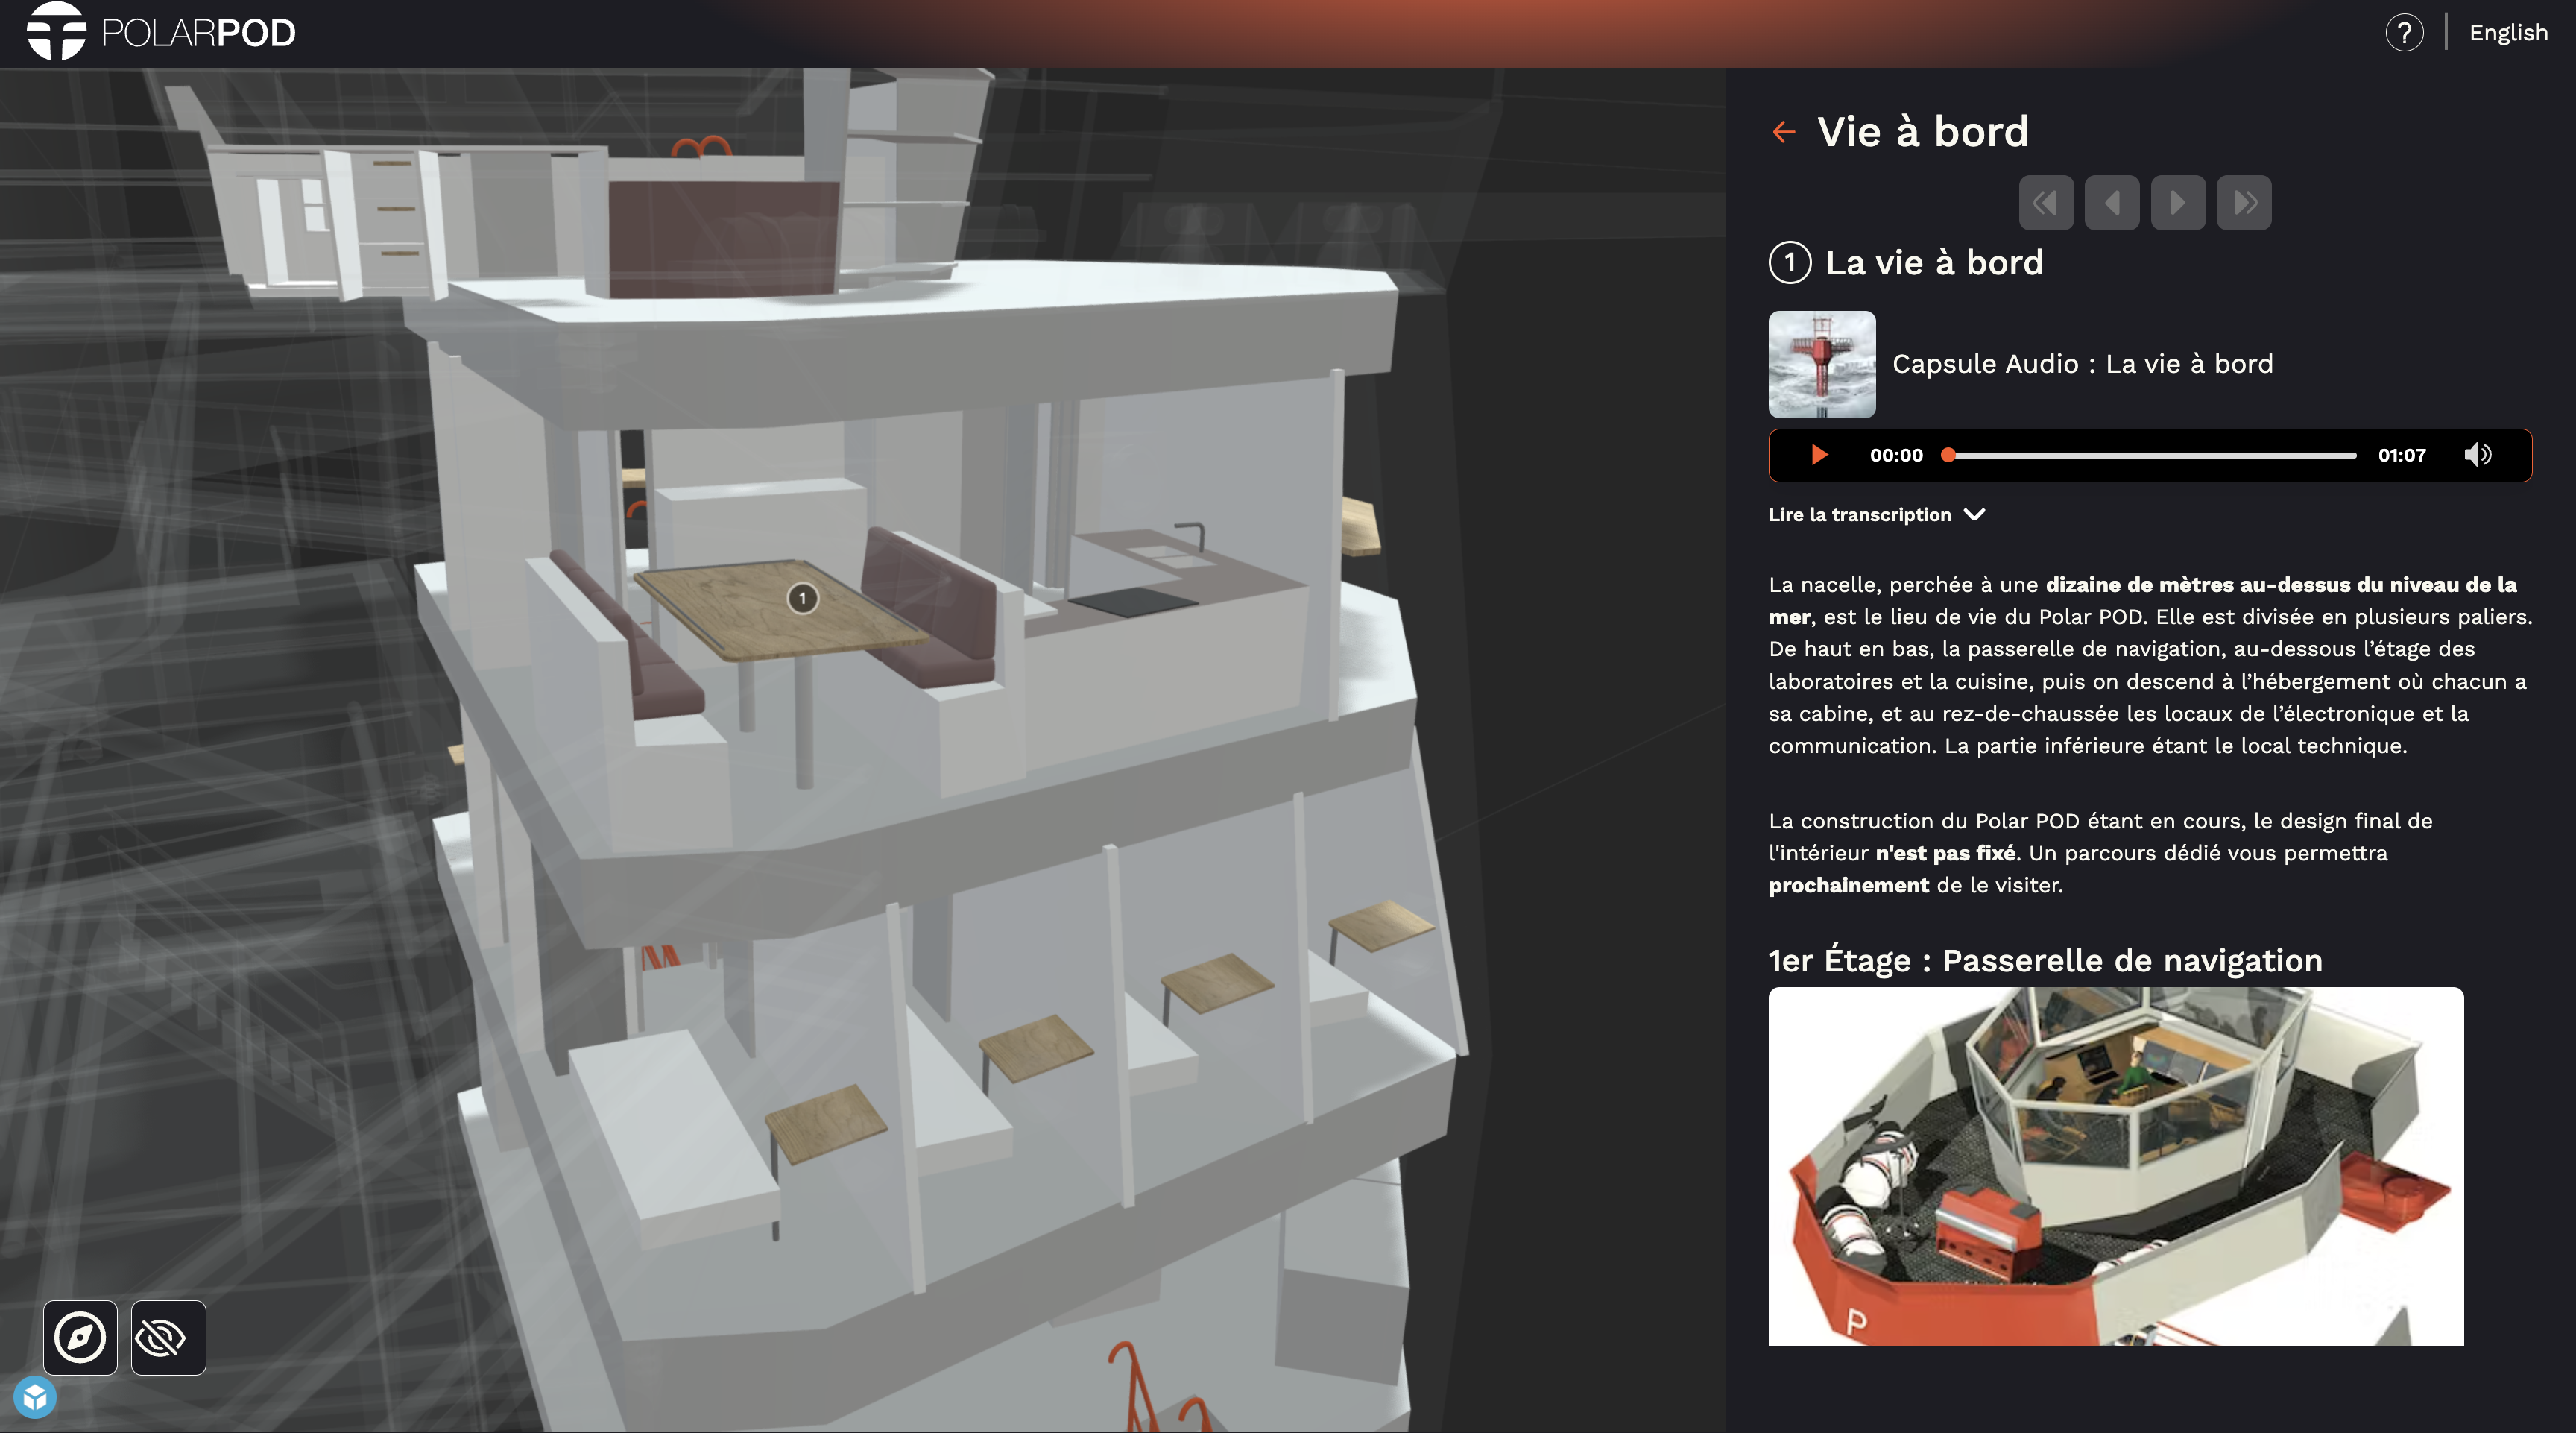 POLARPOD
? English
Vie à bord
1 La vie à bord
Capsule Audio : La vie à bord
00:00 01:07
Lire la transcription
La nacelle, perchée à une dizaine de mètres au-dessus du niveau de la
mer, est le lieu de vie du Polar POD. Elle est divisée en plusieurs paliers.
De haut en bas, la passerelle de navigation, au-dessous l’étage des
laboratoires et la cuisine, puis on descend à l’hébergement où chacun a
sa cabine, et au rez-de-chaussée les locaux de l’électronique et la
communication. La partie inférieure étant le local technique.
La construction du Polar POD étant en cours, le design final de
l'intérieur n'est pas fixé. Un parcours dédié vous permettra
prochainement de le visiter.
1er Étage : Passerelle de navigation
P
1